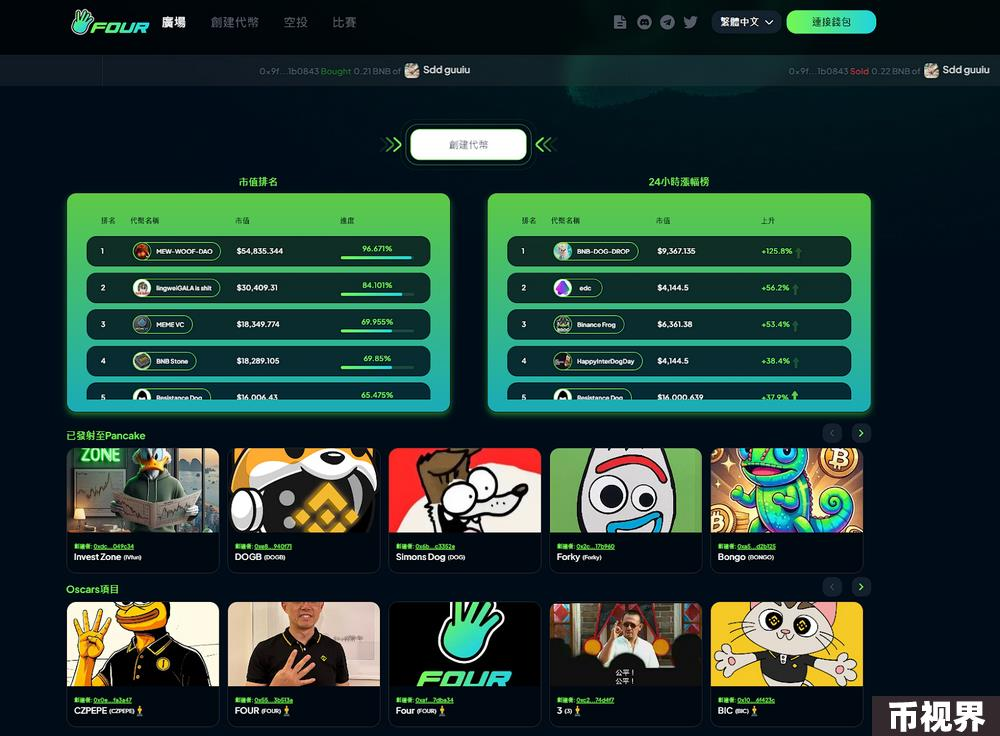 FOUR 廣場 創建代幣 空投 比賽 繁體中文 連接錢包
0x9f...1b0843 Bought 0.21 BNB of Sdd guuiu 0x9f...1b0843 Sold 0.22 BNB of Sdd guuiu
創建代幣
市值排名 24小時漲幅榜
排名 代幣名稱 市值 進度 排名 代幣名稱 市值 上升
1 MEW-WOOF-DAO $54,835.344 96.671% 1 BNB-DOG-DROP $9,367.135 +125.8%
2 lingweiGALA is shit $30,409.31 84.101% 2 edc $4,144.5 +56.2%
3 MEME VC $18,349.774 69.955% 3 Binance Frog $6,361.38 +53.4%
4 BNB Stone $18,289.105 69.85% 4 HappyInterDogDay $4,144.5 +38.4%
5 Resistance Dog $16,006.43 65.475% 5 Resistance Dog $16,000.639 +37.9%
已發射至Pancake
ZONE
創建者: 0xdc...049c34 創建者: 0xe8...940f71 創建者: 0x6b...c3352e 創建者: 0x2c...17b960 創建者: 0xa5...d2b125
Invest Zone DOGB (DOGB) Simons Dog (DOG) Forky (Forky) Bongo (BONGO)
Oscars項目
FOUR
公平！
公平！
創建者: 0x0e...fa3a47 創建者: 0x55...3b513a 創建者: 0xaf...7dba34 創建者: 0xc2...74d4f7 創建者: 0x10...6f423c
CZPEPE (CZPEPE) FOUR (FOUR) Four (FOUR) 3 (3) BIC (BIC)
币视界